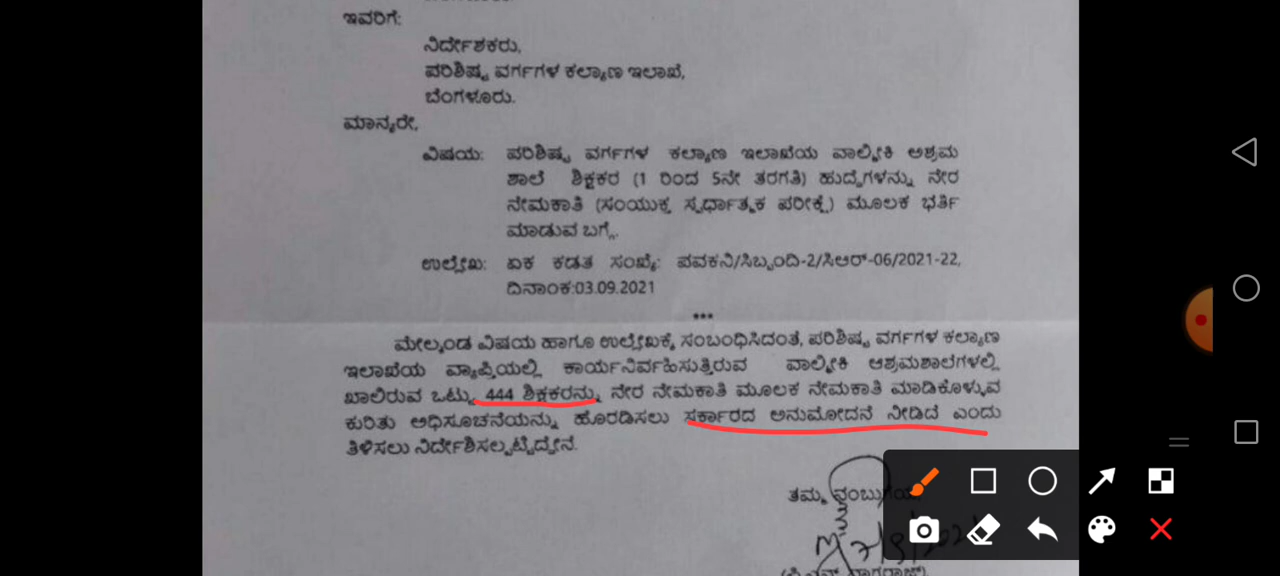 ಇವರಿಗೆ:
ನಿರ್ದೇಶಕರು,
ಪರಿಶಿಷ್ಟ ವರ್ಗಗಳ ಕಲ್ಯಾಣ ಇಲಾಖೆ,
ಬೆಂಗಳೂರು.
ಮಾನ್ಯರೇ,
ವಿಷಯ: ಪರಿಶಿಷ್ಟ ವರ್ಗಗಳ ಕಲ್ಯಾಣ ಇಲಾಖೆಯ ವಾಲ್ಮೀಕಿ ಅಶ್ರಮ
ಶಾಲೆ ಶಿಕ್ಷಕರ (1 ರಿಂದ 5ನೇ ತರಗತಿ) ಹುದ್ದೆಗಳನ್ನು ನೇರ
ನೇಮಕಾತಿ (ಸಂಯುಕ್ತ ಸ್ಪರ್ಧಾತ್ಮಕ ಪರೀಕ್ಷೆ) ಮೂಲಕ ಭರ್ತಿ
ಮಾಡುವ ಬಗ್ಗೆ.
ಉಲ್ಲೇಖ: ಏಕ ಕಡತ ಸಂಖ್ಯೆ: ಪವಕನಿ/ಸಿಬ್ಬಂದಿ-2/ಸಿಆರ್-06/2021-22,
ದಿನಾಂಕ:03.09.2021
***
ಮೇಲ್ಕಂಡ ವಿಷಯ ಹಾಗೂ ಉಲ್ಲೇಖಕ್ಕೆ ಸಂಬಂಧಿಸಿದಂತೆ, ಪರಿಶಿಷ್ಟ ವರ್ಗಗಳ ಕಲ್ಯಾಣ
ಇಲಾಖೆಯ ವ್ಯಾಪ್ತಿಯಲ್ಲಿ ಕಾರ್ಯನಿರ್ವಹಿಸುತ್ತಿರುವ ವಾಲ್ಮೀಕಿ ಆಶ್ರಮಶಾಲೆಗಳಲ್ಲಿ
ಖಾಲಿರುವ ಒಟ್ಟು 444 ಶಿಕ್ಷಕರನ್ನು ನೇರ ನೇಮಕಾತಿ ಮೂಲಕ ನೇಮಕಾತಿ ಮಾಡಿಕೊಳ್ಳುವ
ಕುರಿತು ಅಧಿಸೂಚನೆಯನ್ನು ಹೊರಡಿಸಲು ಸರ್ಕಾರದ ಅನುಮೋದನೆ ನೀಡಿದೆ ಎಂದು
ತಿಳಿಸಲು ನಿರ್ದೇಶಿಸಲ್ಪಟ್ಟಿದ್ದೇನೆ.
ತಮ್ಮ ನಂಬುಗೆಯ